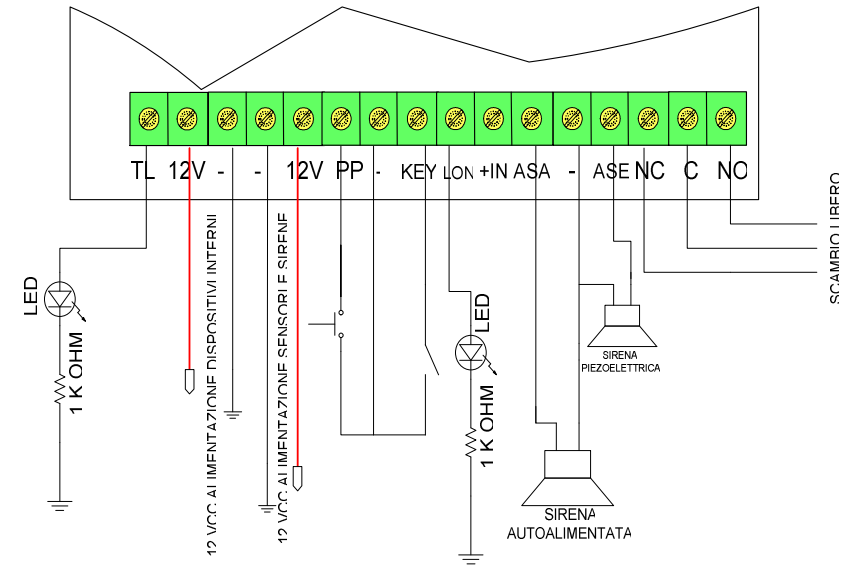 TL 12V - - 12V PP - KEY LON +IN ASA - ASE NC C NO
SCAMBIO LIBERO
LED
1 K OHM
12 VCC ALIMENTAZIONE DISPOSITIVI INTERNI
12 VCC ALIMENTAZIONE SENSORI E SIRENE
LED
1 K OHM
SIRENA
PIEZOELETTRICA
SIRENA
AUTOALIMENTATA